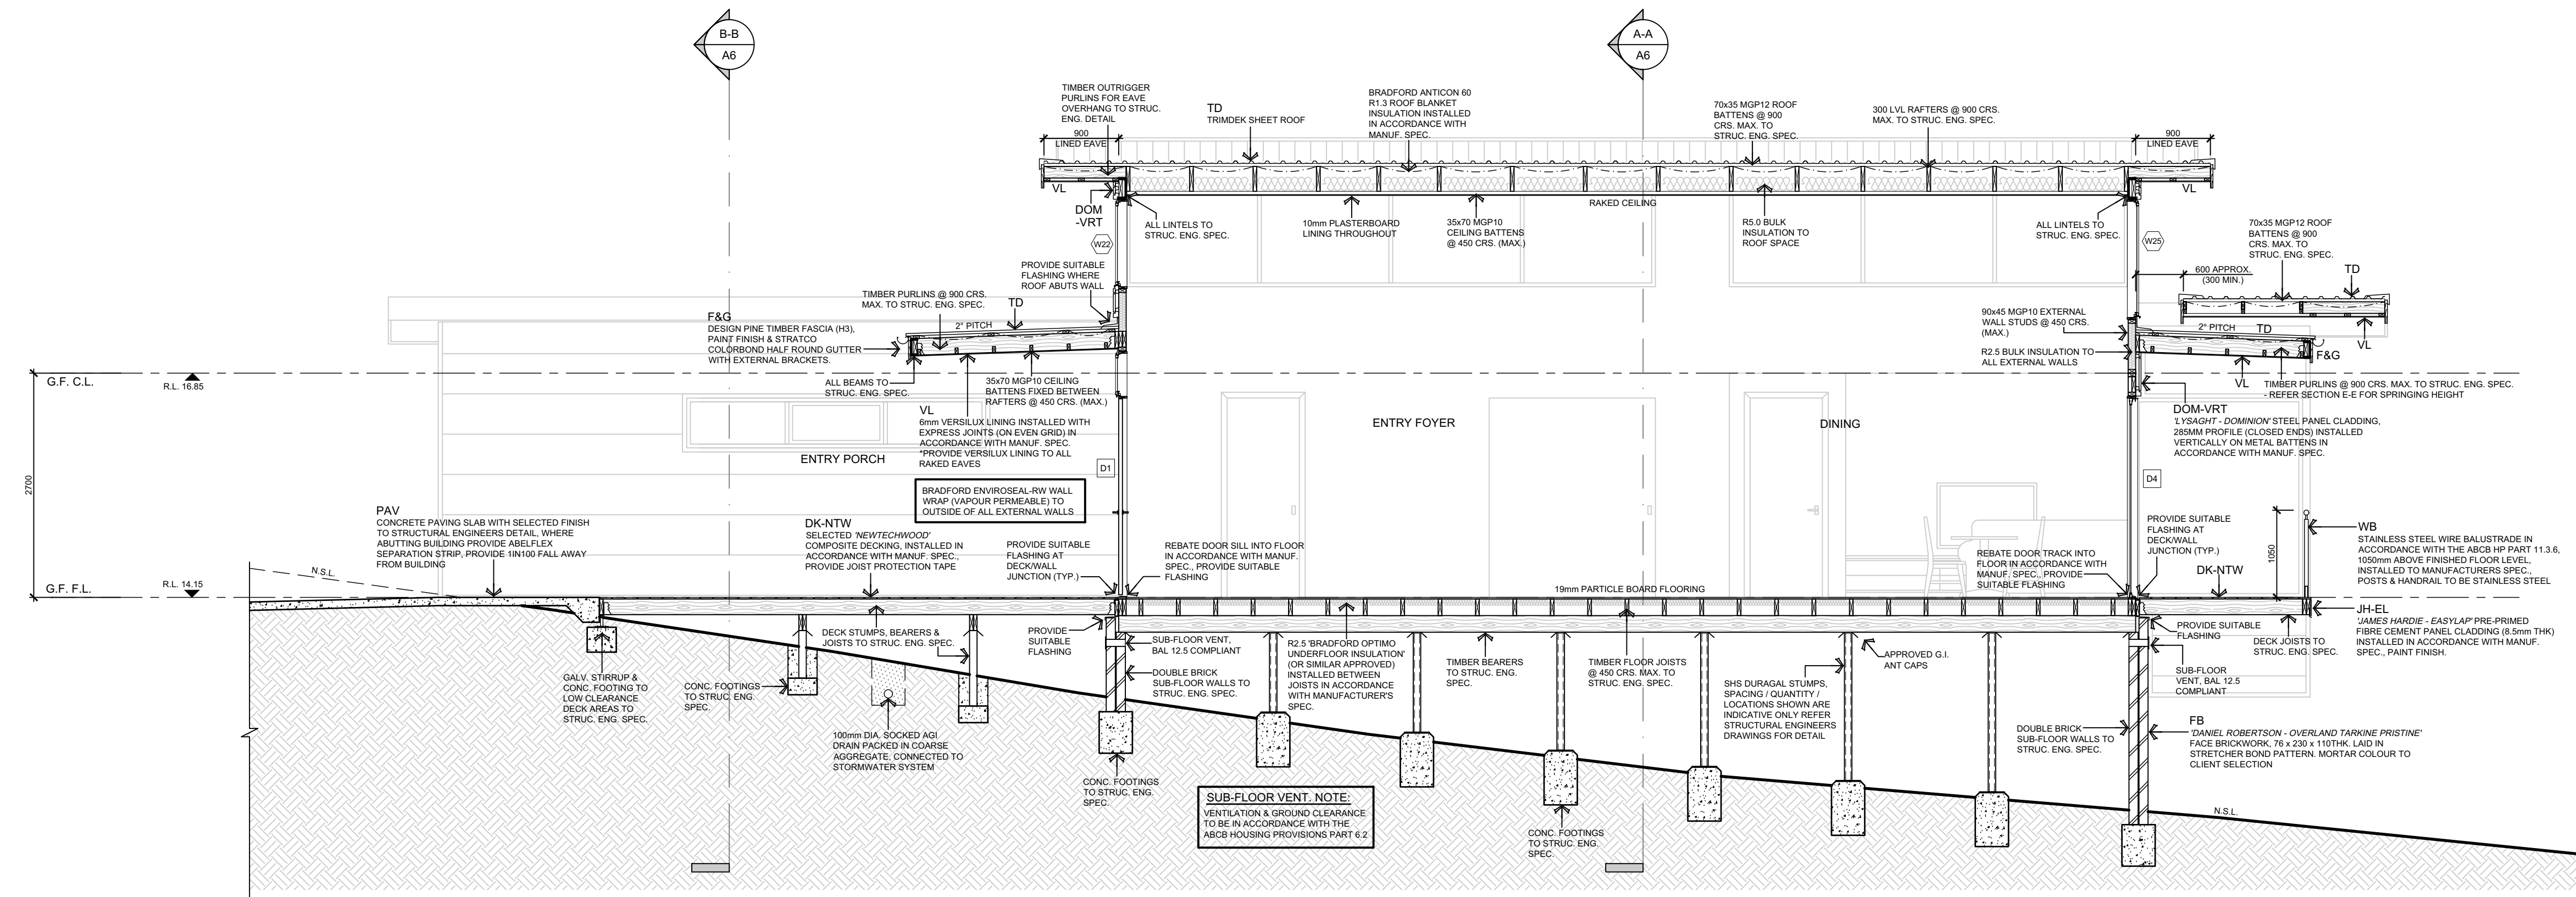 B-B
A6
A-A
A6
TIMBER OUTRIGGER
PURLINS FOR EAVE
OVERHANG TO STRUC.
ENG. DETAIL
900
LINED EAVE
TD
TRIMDEK SHEET ROOF
BRADFORD ANTICON 60
R1.3 ROOF BLANKET
INSULATION INSTALLED
IN ACCORDANCE WITH
MANUF. SPEC.
70x35 MGP12 ROOF
BATTENS @ 900
CRS. MAX. TO
STRUC. ENG. SPEC.
300 LVL RAFTERS @ 900 CRS.
MAX. TO STRUC. ENG. SPEC.
900
LINED EAVE
VL
VL
DOM
-VRT
W22
ALL LINTELS TO
STRUC. ENG. SPEC.
10mm PLASTERBOARD
LINING THROUGHOUT
35x70 MGP10
CEILING BATTENS
@ 450 CRS. (MAX.)
RAKED CEILING
R5.0 BULK
INSULATION TO
ROOF SPACE
ALL LINTELS TO
STRUC. ENG. SPEC.
W25
70x35 MGP12 ROOF
BATTENS @ 900
CRS. MAX. TO
STRUC. ENG. SPEC.
600 APPROX.
(300 MIN.)
TD
PROVIDE SUITABLE
FLASHING WHERE
ROOF ABUTS WALL
TIMBER PURLINS @ 900 CRS.
MAX. TO STRUC. ENG. SPEC.
TD
2° PITCH
F&G
DESIGN PINE TIMBER FASCIA (H3),
PAINT FINISH & STRATCO
COLORBOND HALF ROUND GUTTER
WITH EXTERNAL BRACKETS.
90x45 MGP10 EXTERNAL
WALL STUDS @ 450 CRS.
(MAX.)
R2.5 BULK INSULATION TO
ALL EXTERNAL WALLS
2° PITCH
TD
F&G
VL
VL
G.F. C.L.
R.L. 16.85
2700
ALL BEAMS TO
STRUC. ENG. SPEC.
35x70 MGP10 CEILING
BATTENS FIXED BETWEEN
RAFTERS @ 450 CRS. (MAX.)
VL
6mm VERSILUX LINING INSTALLED WITH
EXPRESS JOINTS (ON EVEN GRID) IN
ACCORDANCE WITH MANUF. SPEC.
*PROVIDE VERSILUX LINING TO ALL
RAKED EAVES
TIMBER PURLINS @ 900 CRS. MAX. TO STRUC. ENG. SPEC.
- REFER SECTION E-E FOR SPRINGING HEIGHT
DOM-VRT
'LYSAGHT - DOMINION' STEEL PANEL CLADDING,
285MM PROFILE (CLOSED ENDS) INSTALLED
VERTICALLY ON METAL BATTENS IN
ACCORDANCE WITH MANUF. SPEC.
ENTRY PORCH
ENTRY FOYER
DINING
D1
D4
BRADFORD ENVIROSEAL-RW WALL
WRAP (VAPOUR PERMEABLE) TO
OUTSIDE OF ALL EXTERNAL WALLS
PAV
CONCRETE PAVING SLAB WITH SELECTED FINISH
TO STRUCTURAL ENGINEERS DETAIL, WHERE
ABUTTING BUILDING PROVIDE ABELFLEX
SEPARATION STRIP, PROVIDE 1IN100 FALL AWAY
FROM BUILDING
DK-NTW
SELECTED 'NEWTECHWOOD'
COMPOSITE DECKING, INSTALLED IN
ACCORDANCE WITH MANUF. SPEC.,
PROVIDE JOIST PROTECTION TAPE
PROVIDE SUITABLE
FLASHING AT
DECK/WALL
JUNCTION (TYP.)
REBATE DOOR SILL INTO FLOOR
IN ACCORDANCE WITH MANUF.
SPEC., PROVIDE SUITABLE
FLASHING
REBATE DOOR TRACK INTO
FLOOR IN ACCORDANCE WITH
MANUF. SPEC., PROVIDE
SUITABLE FLASHING
PROVIDE SUITABLE
FLASHING AT
DECK/WALL
JUNCTION (TYP.)
DK-NTW
1050
WB
STAINLESS STEEL WIRE BALUSTRADE IN
ACCORDANCE WITH THE ABCB HP PART 11.3.6,
1050mm ABOVE FINISHED FLOOR LEVEL,
INSTALLED TO MANUFACTURERS SPEC.,
POSTS & HANDRAIL TO BE STAINLESS STEEL
N.S.L.
G.F. F.L.
R.L. 14.15
19mm PARTICLE BOARD FLOORING
JH-EL
'JAMES HARDIE - EASYLAP' PRE-PRIMED
FIBRE CEMENT PANEL CLADDING (8.5mm THK)
INSTALLED IN ACCORDANCE WITH MANUF.
SPEC., PAINT FINISH.
DECK STUMPS, BEARERS &
JOISTS TO STRUC. ENG. SPEC.
PROVIDE
SUITABLE
FLASHING
SUB-FLOOR VENT,
BAL 12.5 COMPLIANT
DOUBLE BRICK
SUB-FLOOR WALLS TO
STRUC. ENG. SPEC.
R2.5 'BRADFORD OPTIMO
UNDERFLOOR INSULATION'
(OR SIMILAR APPROVED)
INSTALLED BETWEEN
JOISTS IN ACCORDANCE
WITH MANUFACTURER'S
SPEC.
TIMBER BEARERS
TO STRUC. ENG.
SPEC.
TIMBER FLOOR JOISTS
@ 450 CRS. MAX. TO
STRUC. ENG. SPEC.
SHS DURAGAL STUMPS,
SPACING / QUANTITY /
LOCATIONS SHOWN ARE
INDICATIVE ONLY REFER
STRUCTURAL ENGINEERS
DRAWINGS FOR DETAIL
APPROVED G.I.
ANT CAPS
PROVIDE SUITABLE
FLASHING
DECK JOISTS TO
STRUC. ENG. SPEC.
SUB-FLOOR
VENT, BAL 12.5
COMPLIANT
GALV. STIRRUP &
CONC. FOOTING TO
LOW CLEARANCE
DECK AREAS TO
STRUC. ENG. SPEC.
CONC. FOOTINGS
TO STRUC. ENG.
SPEC.
100mm DIA. SOCKED AGI
DRAIN PACKED IN COARSE
AGGREGATE, CONNECTED TO
STORMWATER SYSTEM
CONC. FOOTINGS
TO STRUC. ENG.
SPEC.
SUB-FLOOR VENT. NOTE:
VENTILATION & GROUND CLEARANCE
TO BE IN ACCORDANCE WITH THE
ABCB HOUSING PROVISIONS PART 6.2
CONC. FOOTINGS
TO STRUC. ENG.
SPEC.
DOUBLE BRICK
SUB-FLOOR WALLS TO
STRUC. ENG. SPEC.
FB
'DANIEL ROBERTSON - OVERLAND TARKINE PRISTINE'
FACE BRICKWORK, 76 x 230 x 110THK. LAID IN
STRETCHER BOND PATTERN. MORTAR COLOUR TO
CLIENT SELECTION
N.S.L.